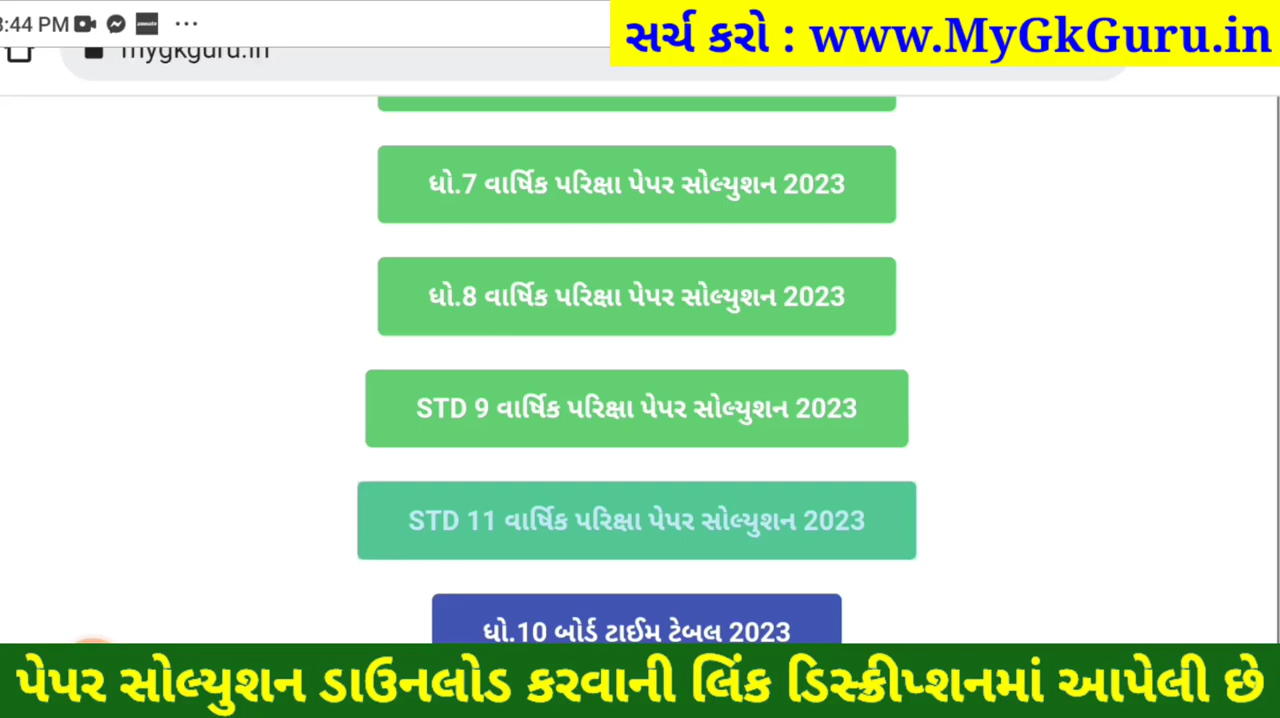 3:44 PM
સર્ચ કરો : www.MyGkGuru.in
mygkguru.in
ધો.7 વાર્ષિક પરિક્ષા પેપર સોલ્યુશન 2023
ધો.8 વાર્ષિક પરિક્ષા પેપર સોલ્યુશન 2023
STD 9 વાર્ષિક પરિક્ષા પેપર સોલ્યુશન 2023
STD 11 વાર્ષિક પરિક્ષા પેપર સોલ્યુશન 2023
ધો.10 બોર્ડ ટાઈમ ટેબલ 2023
પેપર સોલ્યુશન ડાઉનલોડ કરવાની લિંક ડિસ્ક્રીપ્શનમાં આપેલી છે